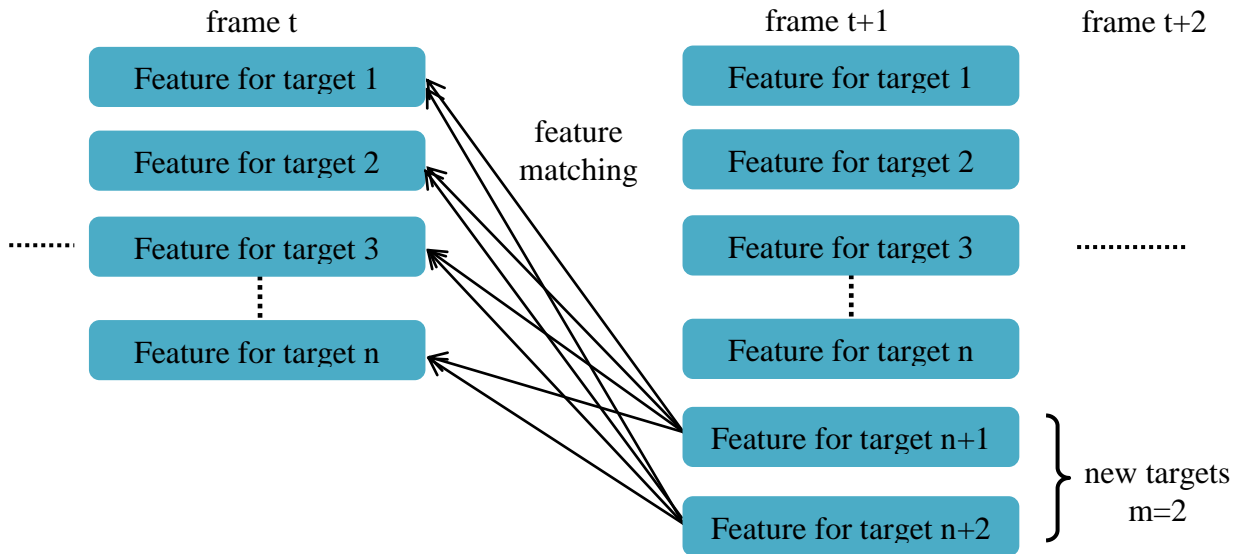 frame t
frame t+1
frame t+2
Feature for target 1
Feature for target 2
Feature for target 3
Feature for target n
feature
matching
Feature for target 1
Feature for target 2
Feature for target 3
Feature for target n
Feature for target n+1
Feature for target n+2
new targets
m=2